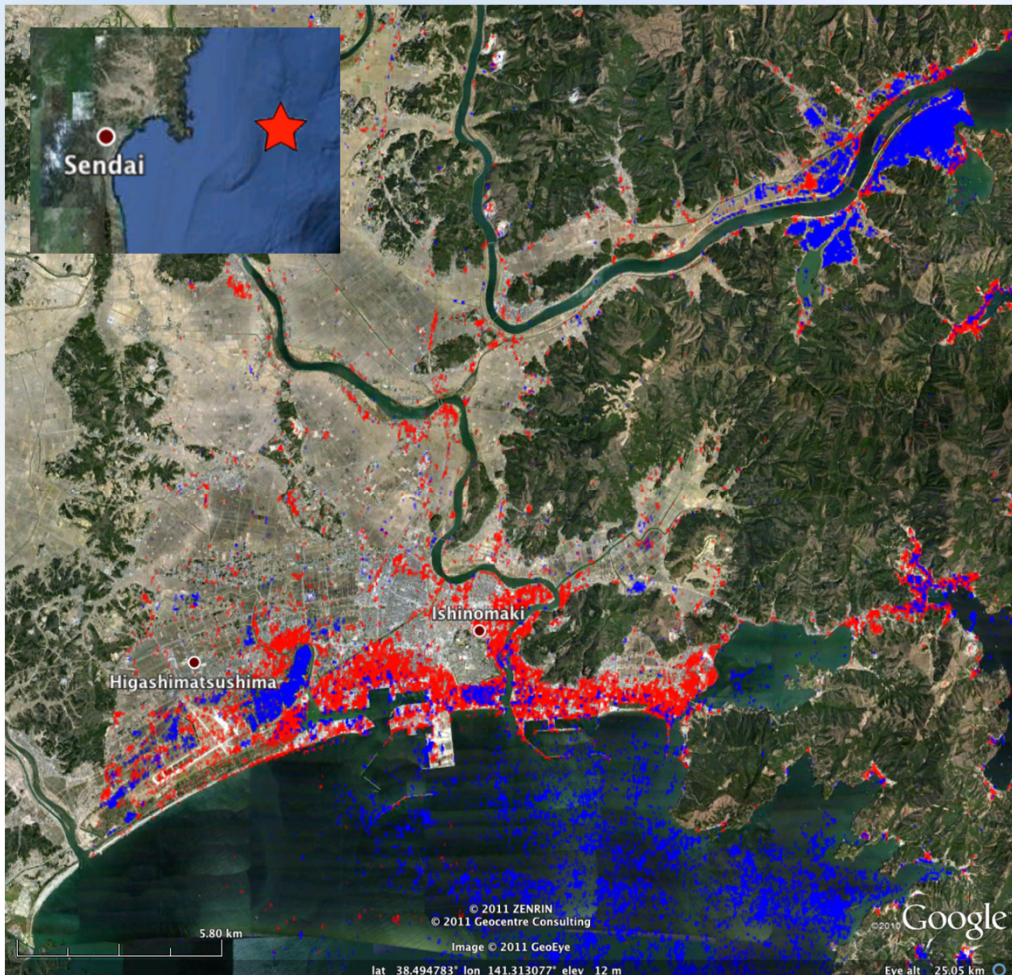 Sendai
Ishinomaki
Higashimatsushima
© 2011 ZENRIN
© 2011 Geocentre Consulting
Image © 2011 GeoEye
©2010 Google
5.80 km
lat 38.494783° lon 141.313077° elev 12 m
Eye alt 25.05 km